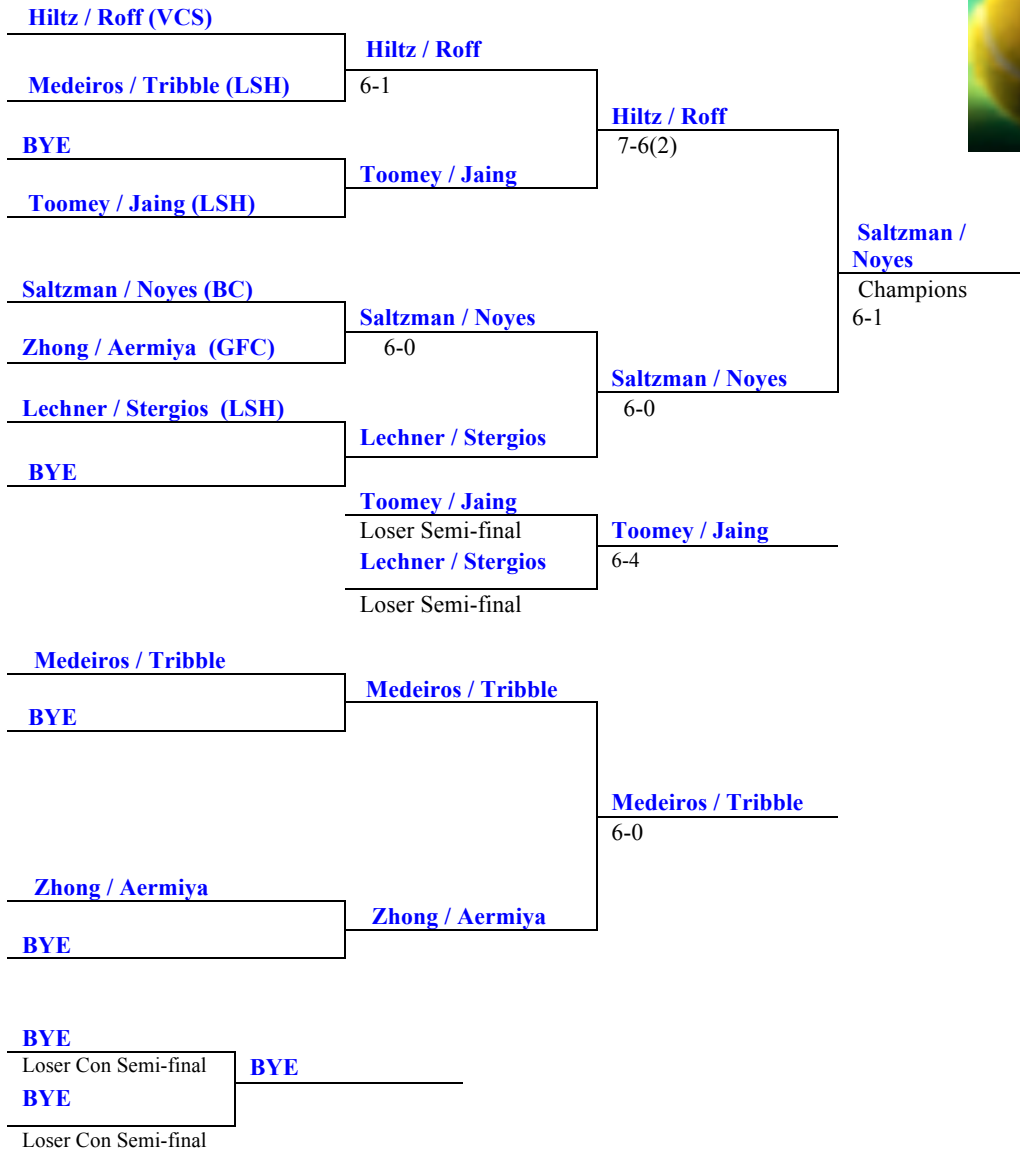 Hiltz / Roff (VCS)
Hiltz / Roff
Medeiros / Tribble (LSH)
6-1
Hiltz / Roff
BYE
7-6(2)
Toomey / Jaing
Toomey / Jaing (LSH)
Saltzman /
Noyes
Saltzman / Noyes (BC)
Champions
Saltzman / Noyes
6-1
Zhong / Aermiya (GFC)
6-0
Saltzman / Noyes
Lechner / Stergios (LSH)
6-0
Lechner / Stergios
BYE
Toomey / Jaing
Loser Semi-final
Toomey / Jaing
Lechner / Stergios
6-4
Loser Semi-final
Medeiros / Tribble
Medeiros / Tribble
BYE
Medeiros / Tribble
6-0
Zhong / Aermiya
Zhong / Aermiya
BYE
BYE
Loser Con Semi-final
BYE
BYE
Loser Con Semi-final